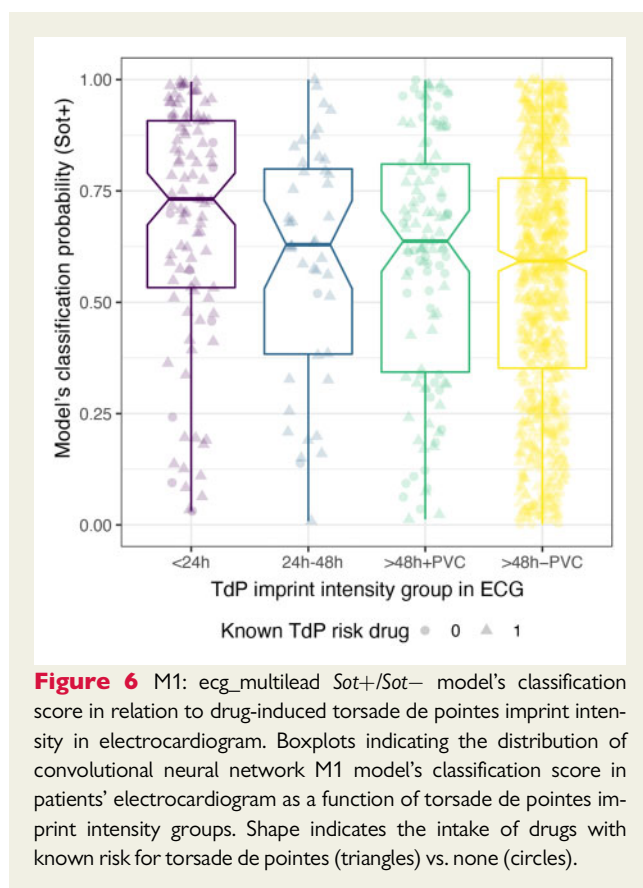 1.00
0.75
0.50
0.25
0.00
Model's classification probability (Sot+)
<24h 24h-48h >48h+PVC >48h−PVC
TdP imprint intensity group in ECG
Known TdP risk drug 0 1
Figure 6 M1: ecg_multilead Sot+/Sot− model's classification
score in relation to drug-induced torsade de pointes imprint inten-
sity in electrocardiogram. Boxplots indicating the distribution of
convolutional neural network M1 model's classification score in
patients' electrocardiogram as a function of torsade de pointes im-
print intensity groups. Shape indicates the intake of drugs with
known risk for torsade de pointes (triangles) vs. none (circles).